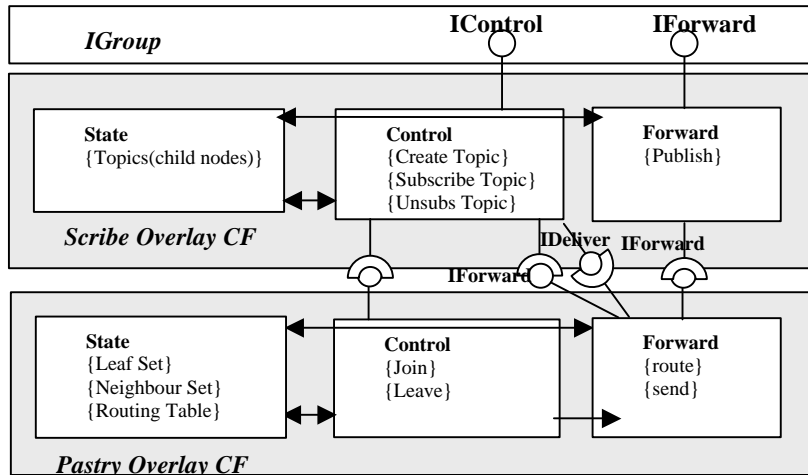 IGroup
IControl
IForward
State
{Topics(child nodes)}
Control
{Create Topic}
{Subscribe Topic}
{Unsubs Topic}
Forward
{Publish}
Scribe Overlay CF
IDeliver
IForward
IForward
State
{Leaf Set}
{Neighbour Set}
{Routing Table}
Control
{Join}
{Leave}
Forward
{route}
{send}
Pastry Overlay CF